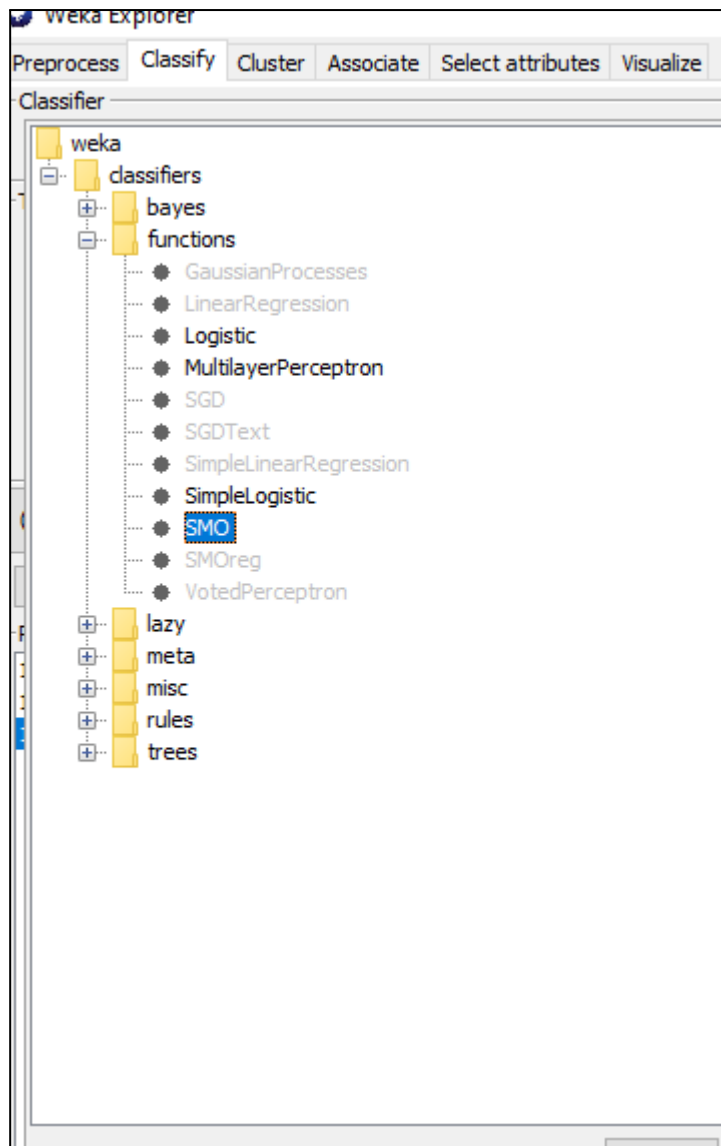 Weka Explorer
Preprocess Classify Cluster Associate Select attributes Visualize
Classifier
weka
classifiers
bayes
functions
GaussianProcesses
LinearRegression
Logistic
MultilayerPerceptron
SGD
SGDText
SimpleLinearRegression
SimpleLogistic
SMO
SMOreg
VotedPerceptron
lazy
meta
misc
rules
trees